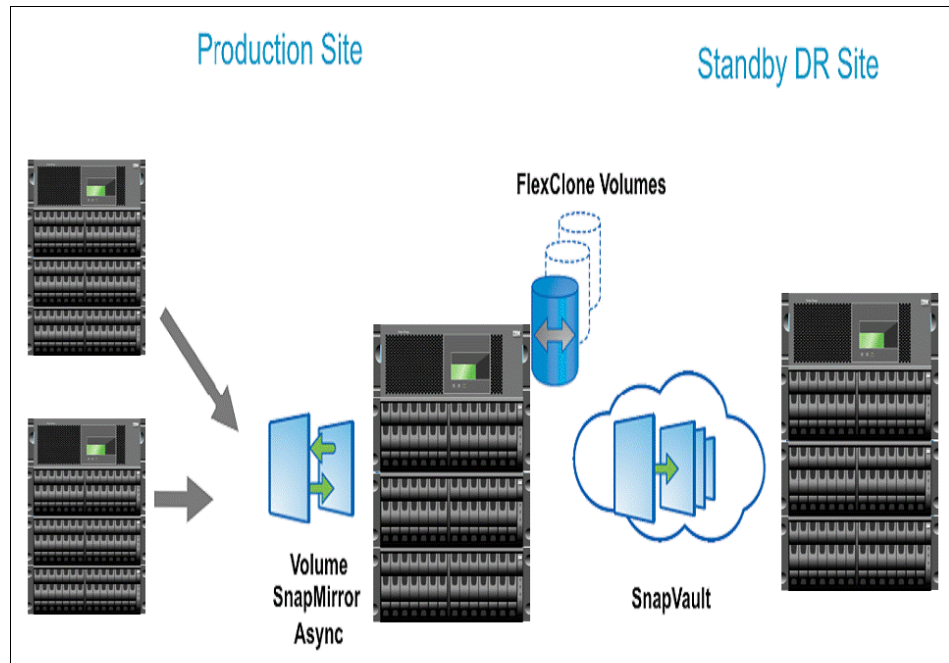 Production Site
Standby DR Site
FlexClone Volumes
Volume
SnapMirror
Async
SnapVault